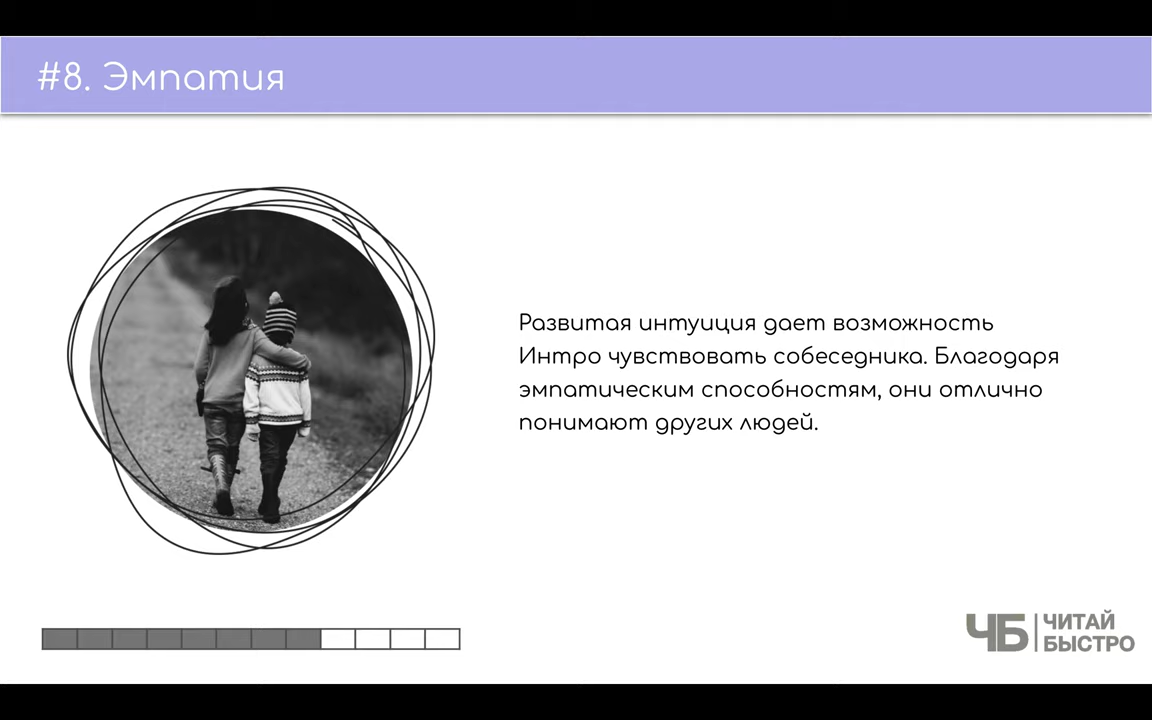 #8. Эмпатия
Развитая интуиция дает возможность
Интро чувствовать собеседника. Благодаря
эмпатическим способностям, они отлично
понимают других людей.
ЧБ ЧИТАЙ
БЫСТРО